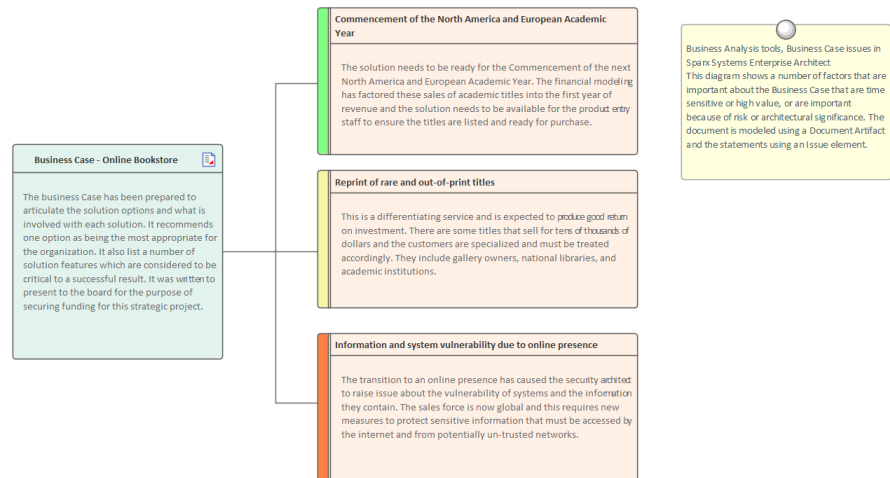 Business Case - Online Bookstore
The business Case has been prepared to
articulate the solution options and what is
involved with each solution. It recommends
one option as being the most appropriate for
the organization. It also list a number of
solution features which are considered to be
critical to a successful result. It was written to
present to the board for the purpose of
securing funding for this strategic project.
Commencement of the North America and European Academic
Year
The solution needs to be ready for the Commencement of the next
North America and European Academic Year. The financial modeling
has factored these sales of academic titles into the first year of
revenue and the solution needs to be available for the product entry
staff to ensure the titles are listed and ready for purchase.
Reprint of rare and out-of-print titles
This is a differentiating service and is expected to produce good return
on investment. There are some titles that sell for tens of thousands of
dollars and the customers are specialized and must be treated
accordingly. They include gallery owners, national libraries, and
academic institutions.
Information and system vulnerability due to online presence
The transition to an online presence has caused the security architect
to raise issue about the vulnerability of systems and the information
they contain. The sales force is now global and this requires new
measures to protect sensitive information that must be accessed by
the internet and from potentially un-trusted networks.
Business Analysis tools, Business Case issues in
Sparx Systems Enterprise Architect
This diagram shows a number of factors that are
important about the Business Case that are time
sensitive or high value, or are important
because of risk or architectural significance. The
document is modeled using a Document Artifact
and the statements using an Issue element.